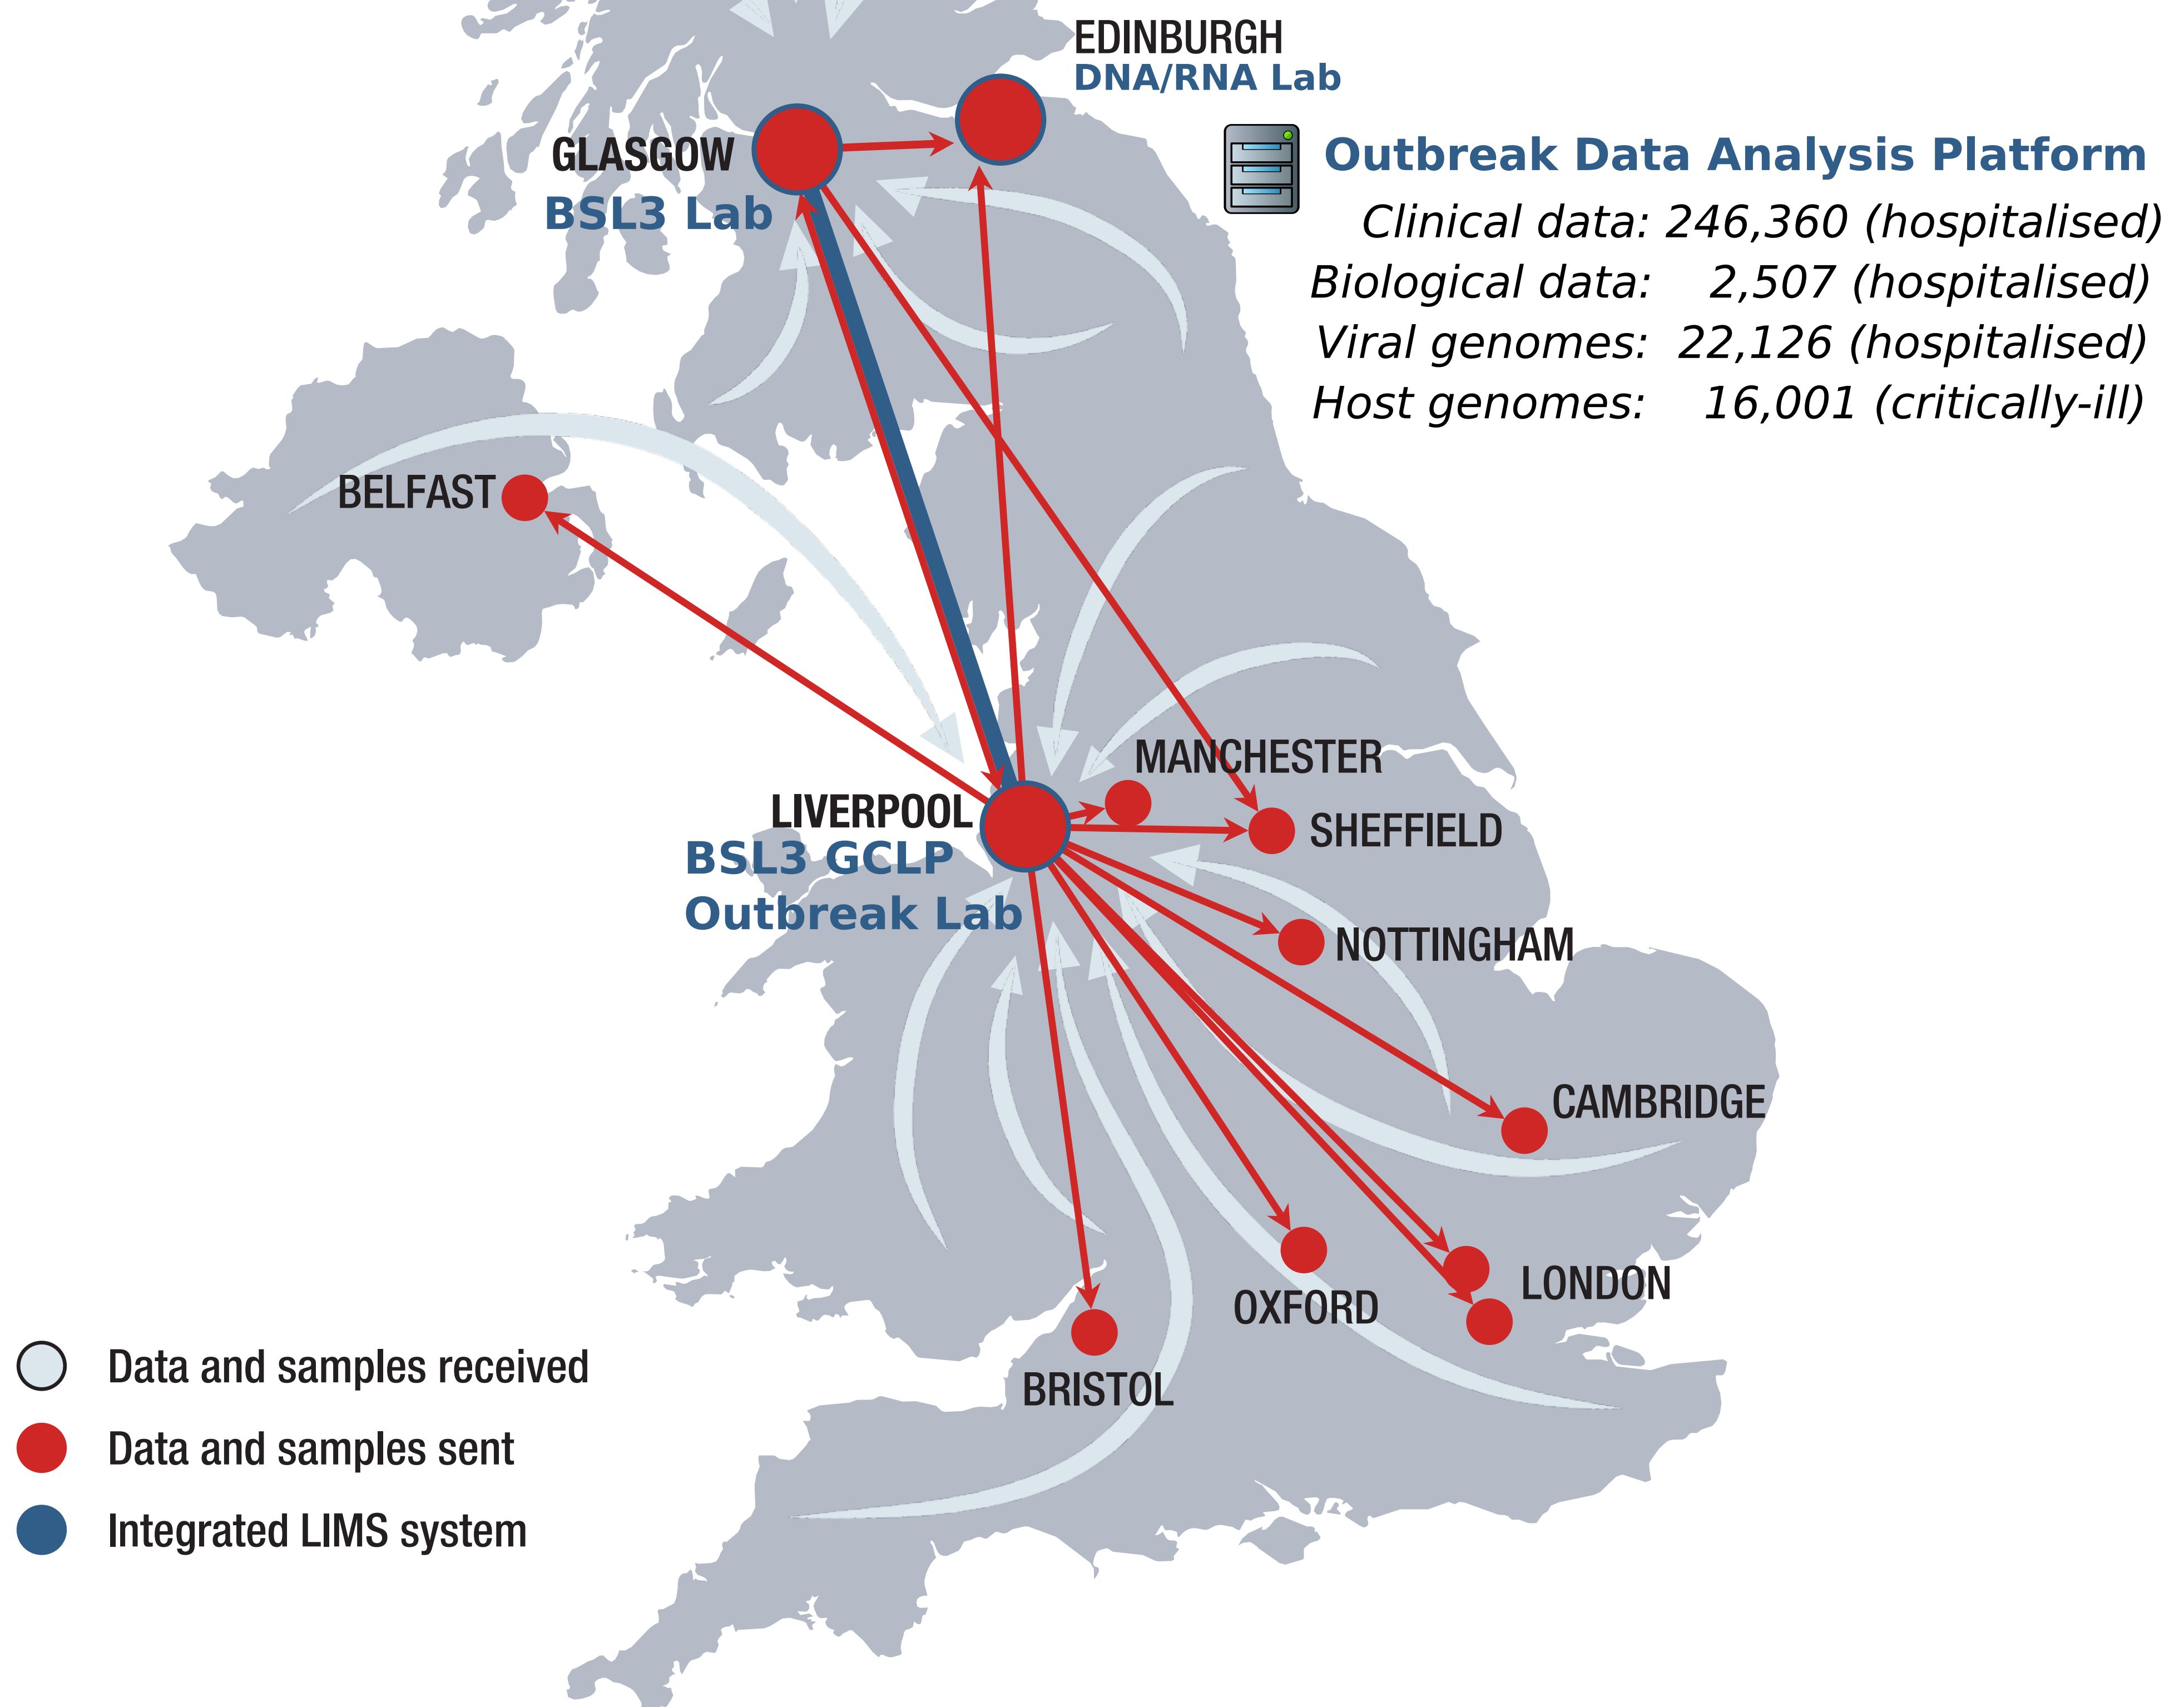 EDINBURGH
DNA/RNA Lab
GLASGOW
BSL3 Lab
Outbreak Data Analysis Platform
Clinical data: 246,360 (hospitalised)
Biological data: 2,507 (hospitalised)
Viral genomes: 22,126 (hospitalised)
Host genomes: 16,001 (critically-ill)
BELFAST
MANCHESTER
LIVERPOOL
BSL3 GCLP
Outbreak Lab
SHEFFIELD
NOTTINGHAM
CAMBRIDGE
LONDON
OXFORD
BRISTOL
Data and samples received
Data and samples sent
Integrated LIMS system